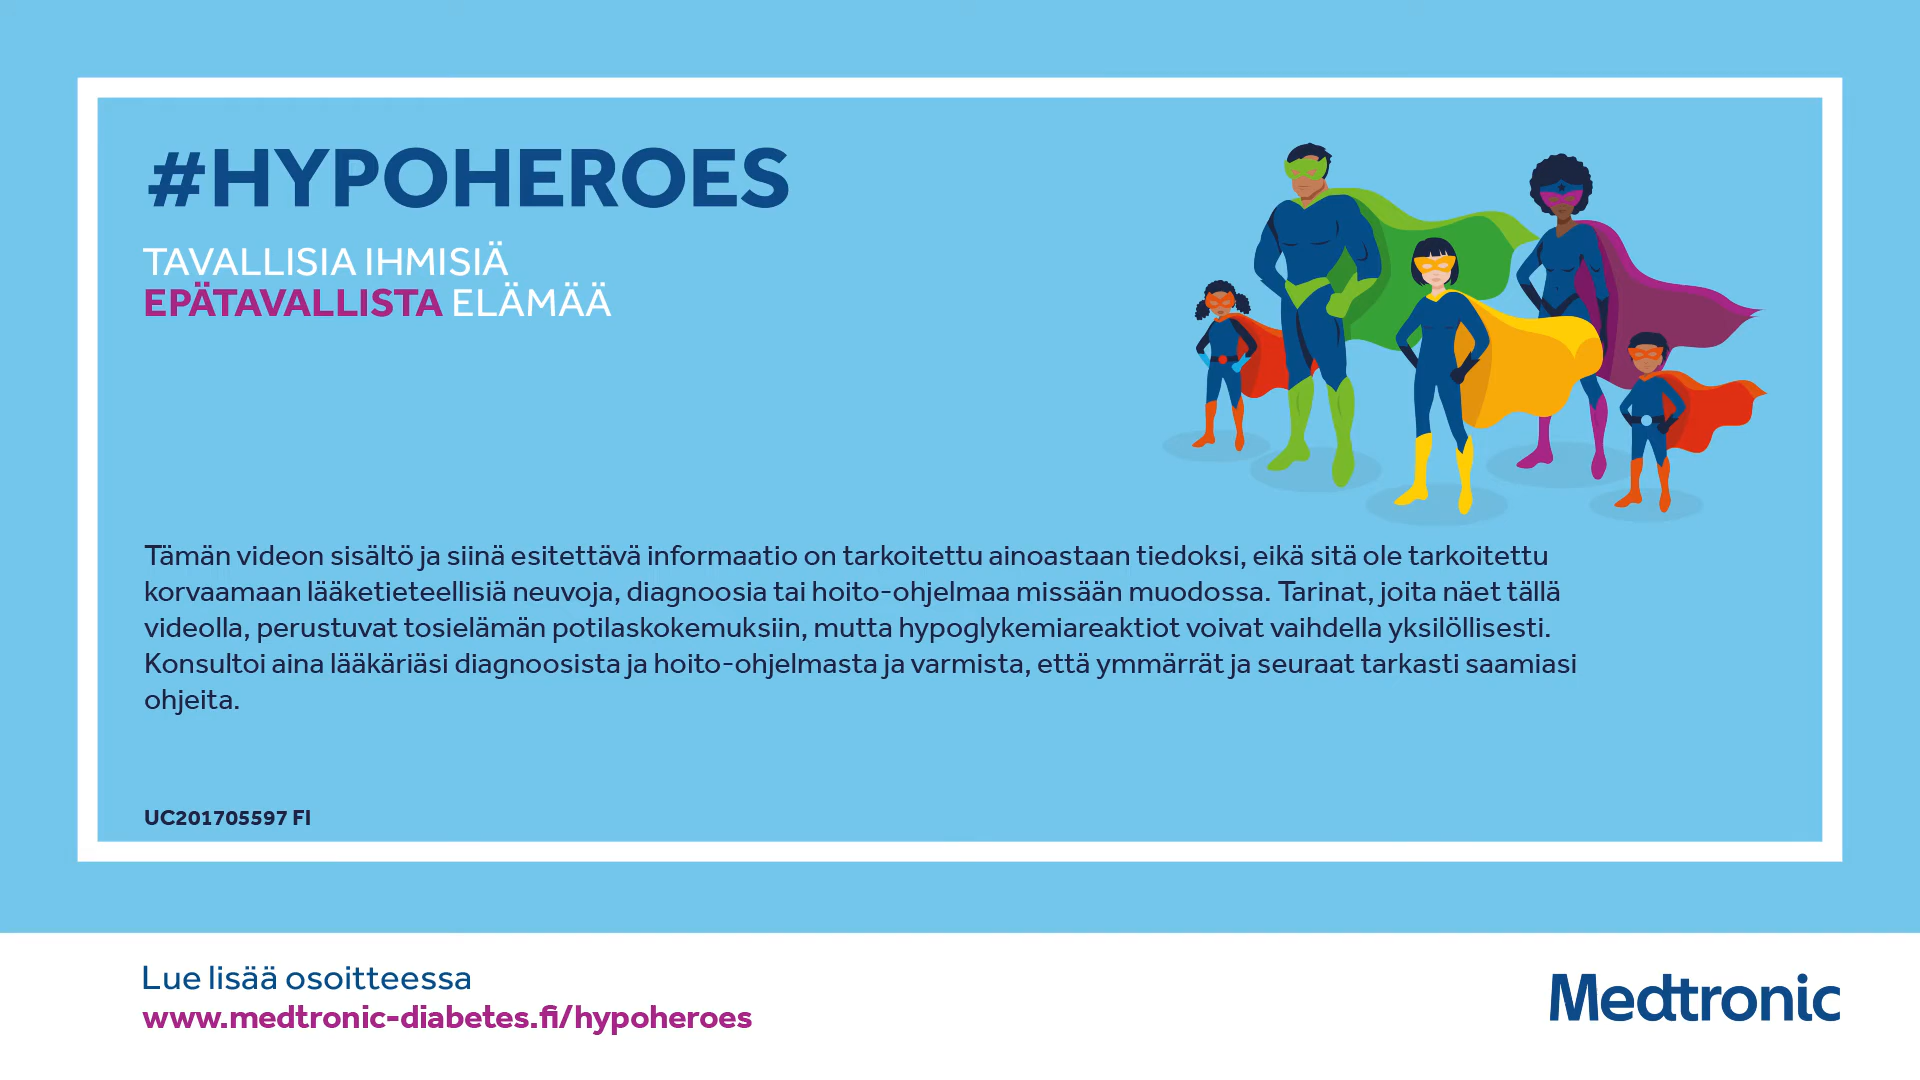 #HYPOHEROES
TAVALLISIA IHMISIÄ
EPÄTAVALLISTA ELÄMÄÄ
Tämän videon sisältö ja siinä esitettävä informaatio on tarkoitettu ainoastaan tiedoksi, eikä sitä ole tarkoitettu
korvaamaan lääketieteellisiä neuvoja, diagnoosia tai hoito-ohjelmaa missään muodossa. Tarinat, joita näet tällä
videolla, perustuvat tosielämän potilaskokemuksiin, mutta hypoglykemiareaktiot voivat vaihdella yksilöllisesti.
Konsultoi aina lääkäriäsi diagnoosista ja hoito-ohjelmasta ja varmista, että ymmärrät ja seuraat tarkasti saamiasi
ohjeita.
UC201705597 FI
Lue lisää osoitteessa
www.medtronic-diabetes.fi/hypoheroes
Medtronic